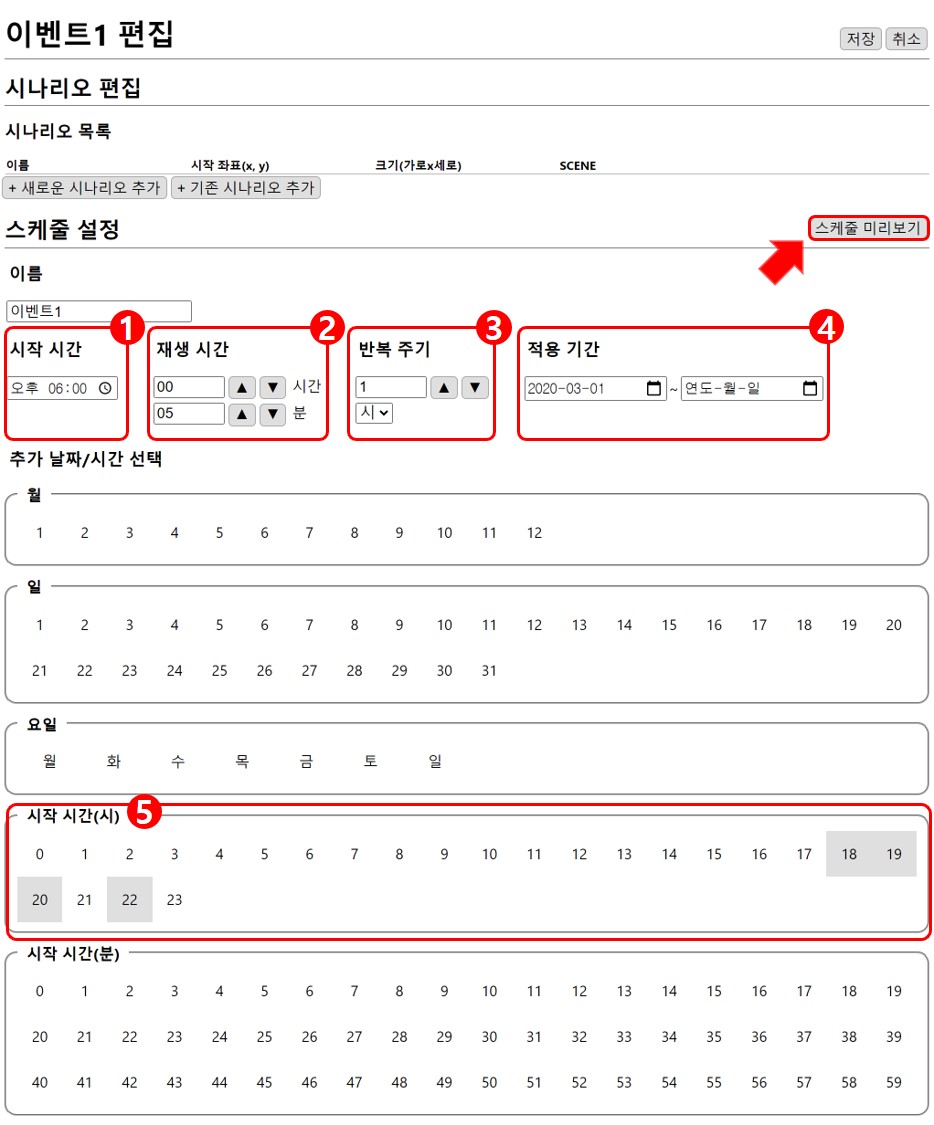 이벤트1 편집
저장 취소
시나리오 편집
시나리오 목록
이름 시작 좌표(x, y) 크기(가로x세로) SCENE
+ 새로운 시나리오 추가 + 기존 시나리오 추가
스케줄 설정 스케줄 미리보기
이름
이벤트1
1 2 3 4
시작 시간 재생 시간 반복 주기 적용 기간
오후 06:00 00 ▲ ▼ 시간 1 ▲ ▼ 2020-03-01 ~ 연도-월-일
05 ▲ ▼ 분 시
추가 날짜/시간 선택
월
1 2 3 4 5 6 7 8 9 10 11 12
일
1 2 3 4 5 6 7 8 9 10 11 12 13 14 15 16 17 18 19 20
21 22 23 24 25 26 27 28 29 30 31
요일
월 화 수 목 금 토 일
시작 시간(시) 5
0 1 2 3 4 5 6 7 8 9 10 11 12 13 14 15 16 17 18 19
20 21 22 23
시작 시간(분)
0 1 2 3 4 5 6 7 8 9 10 11 12 13 14 15 16 17 18 19
20 21 22 23 24 25 26 27 28 29 30 31 32 33 34 35 36 37 38 39
40 41 42 43 44 45 46 47 48 49 50 51 52 53 54 55 56 57 58 59